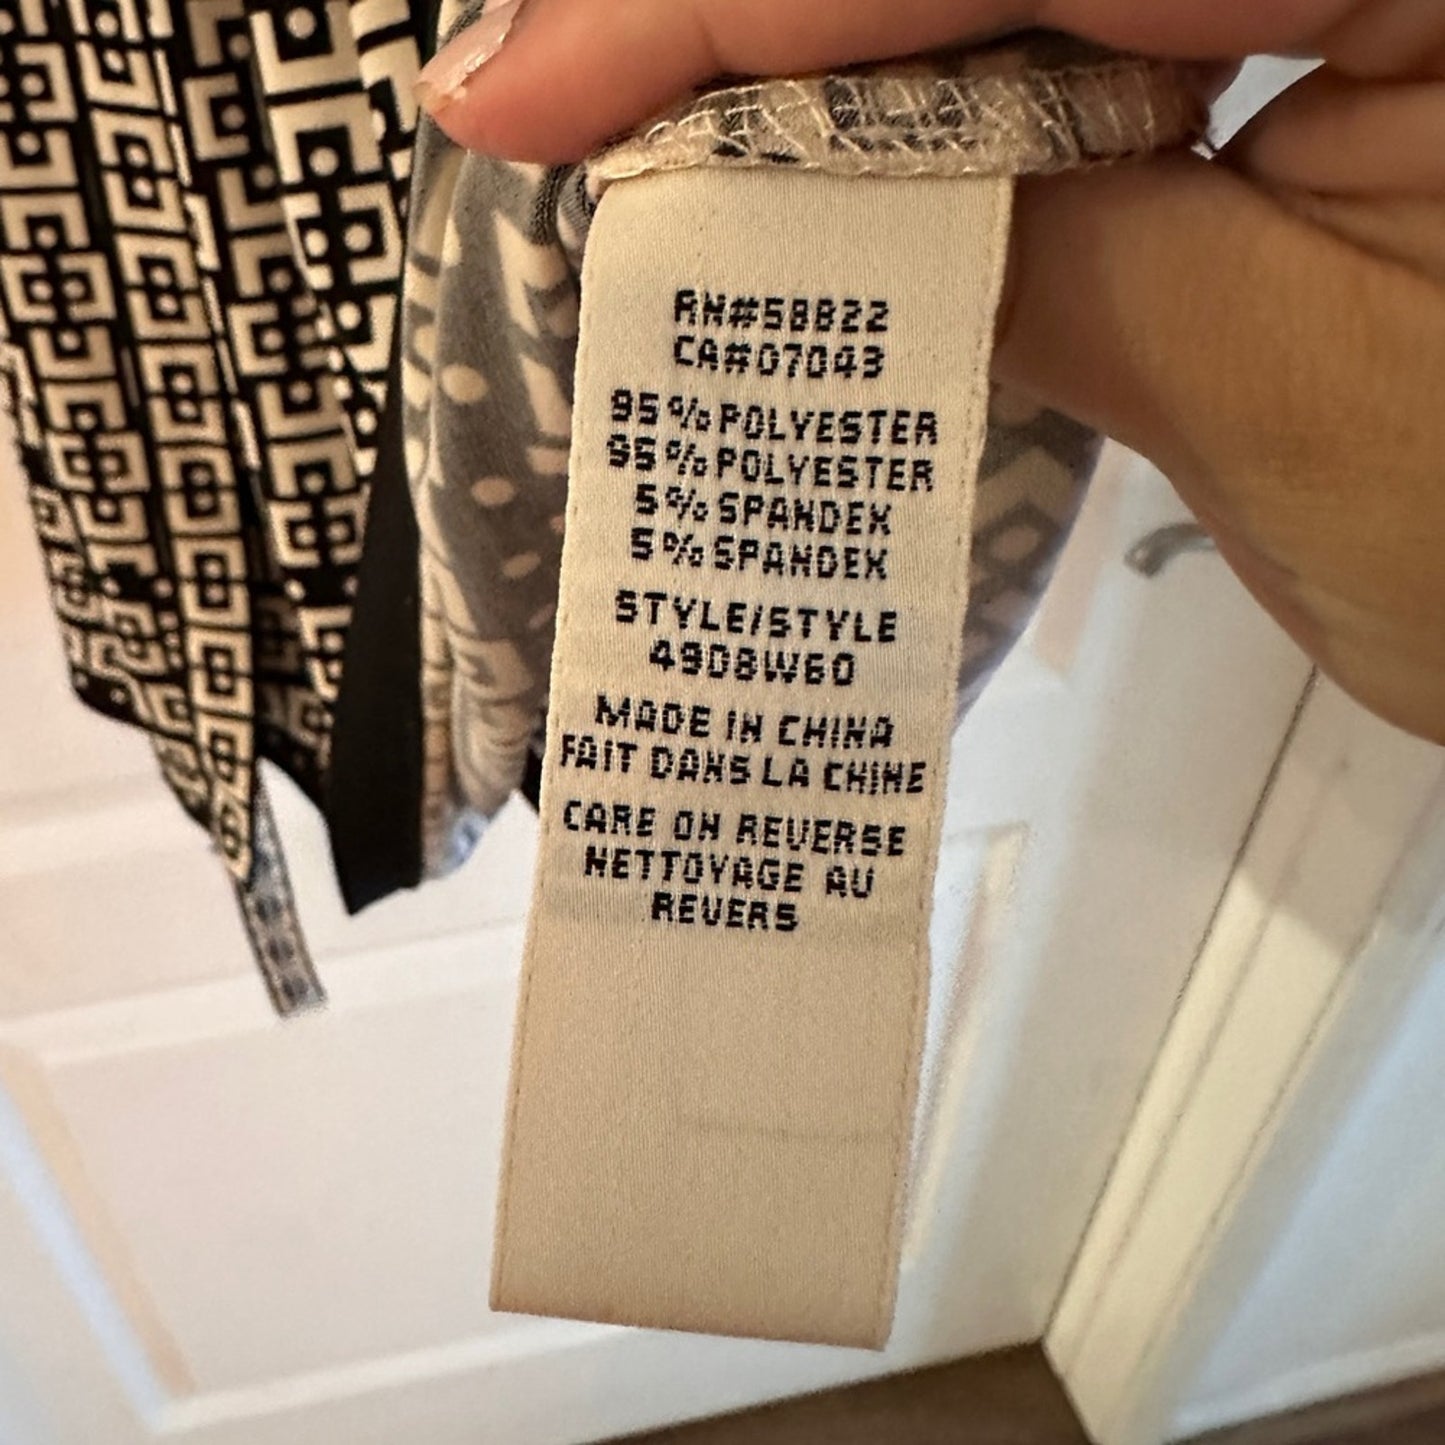 RN#58822
CA#07043
95%POLYESTER
95%POLYESTER
5%SPANDEX
5%SPANDEX
STYLE/STYLE
49D8W60
MADE IN CHINA
FAIT DANS LA CHINE
CARE ON REVERSE
NETTOYAGE AU
REVERS